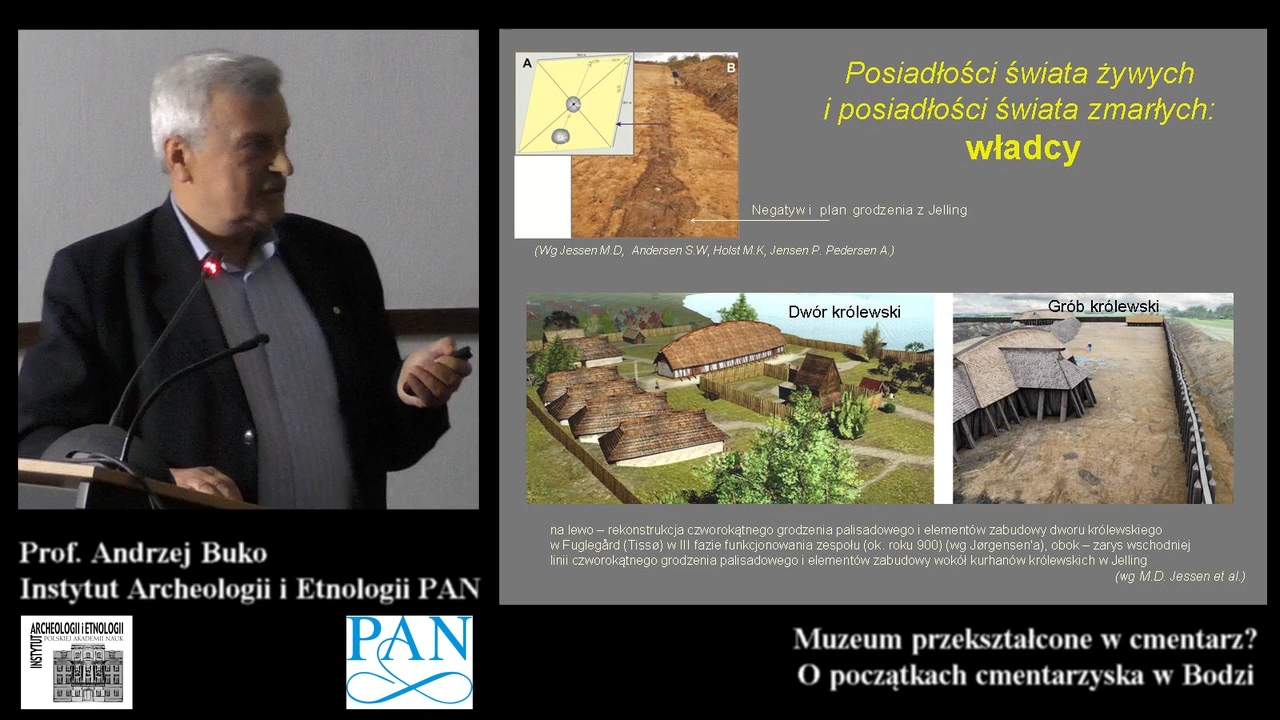 A
B
Posiadłości świata żywych
i posiadłości świata zmarłych:
władcy
Negatyw i plan grodzenia z Jelling
(Wg Jessen M.D, Andersen S.W, Holst M.K, Jensen P. Pedersen A.)
Dwór królewski
Grób królewski
na lewo – rekonstrukcja czworokątnego grodzenia palisadowego i elementów zabudowy dworu królewskiego
w Fuglegård (Tissø) w III fazie funkcjonowania zespołu (ok. roku 900) (wg Jørgensen'a), obok – zarys wschodniej
linii czworokątnego grodzenia palisadowego i elementów zabudowy wokół kurhanów królewskich w Jelling
(wg M.D. Jessen et al.)
Prof. Andrzej Buko
Instytut Archeologii i Etnologii PAN
INSTYTUT
ARCHEOLOGII i ETNOLOGII
POLSKIEJ AKADEMII NAUK
PAN
Muzeum przekształcone w cmentarz?
O początkach cmentarzyska w Bodzi